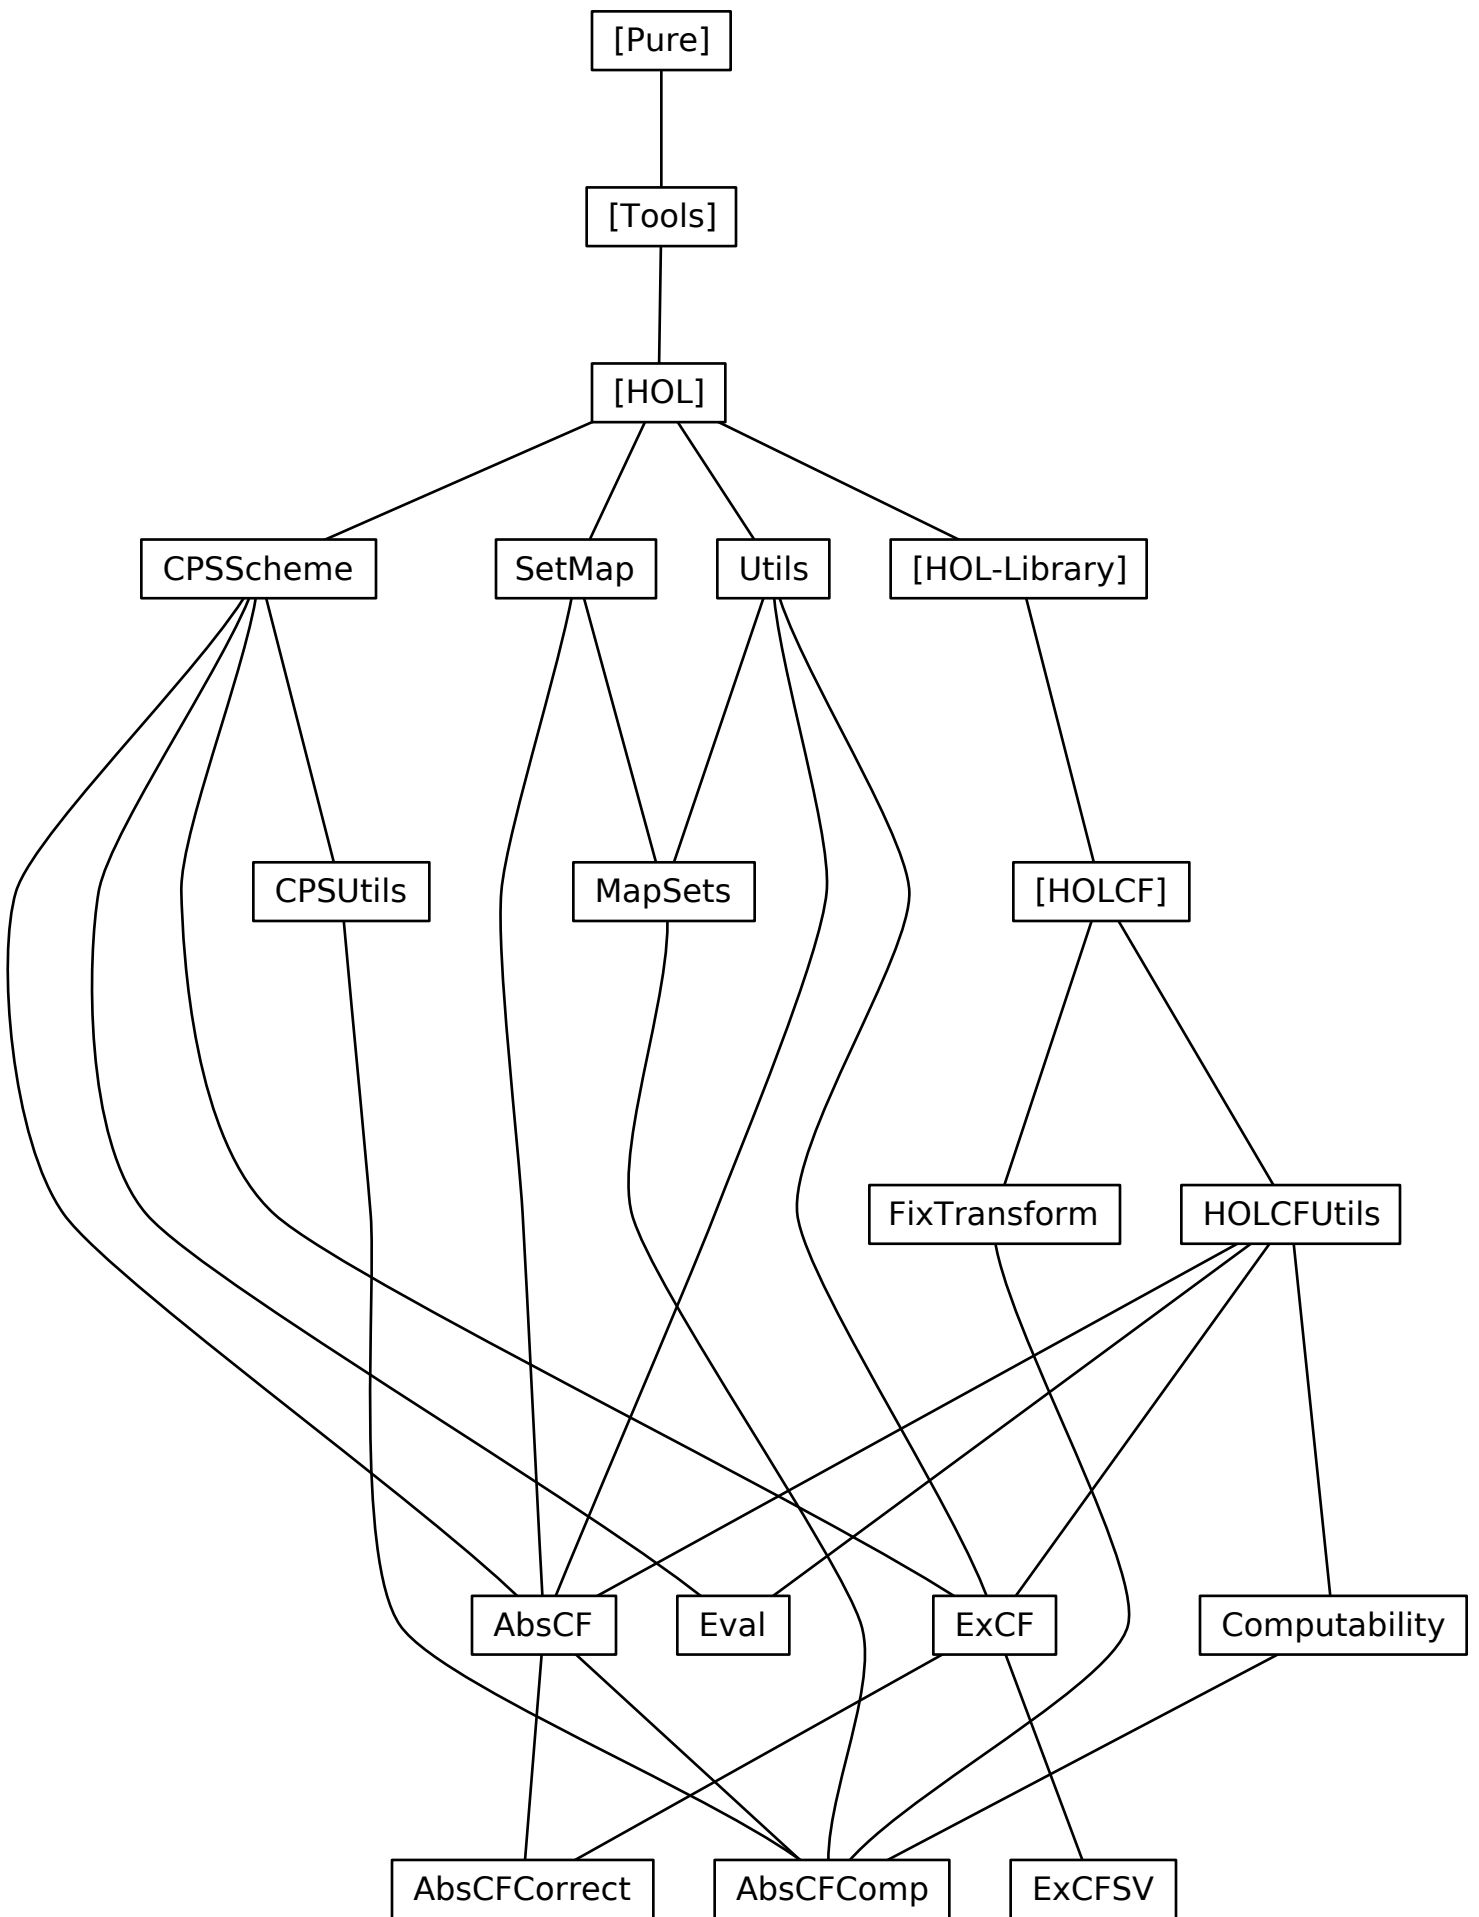 [Pure]
[Tools]
[HOL]
CPSScheme
SetMap
Utils
[HOL-Library]
CPSUtils
MapSets
[HOLCF]
FixTransform
HOLCFUtils
AbsCF
Eval
ExCF
Computability
AbsCFCorrect
AbsCFComp
ExCFSV